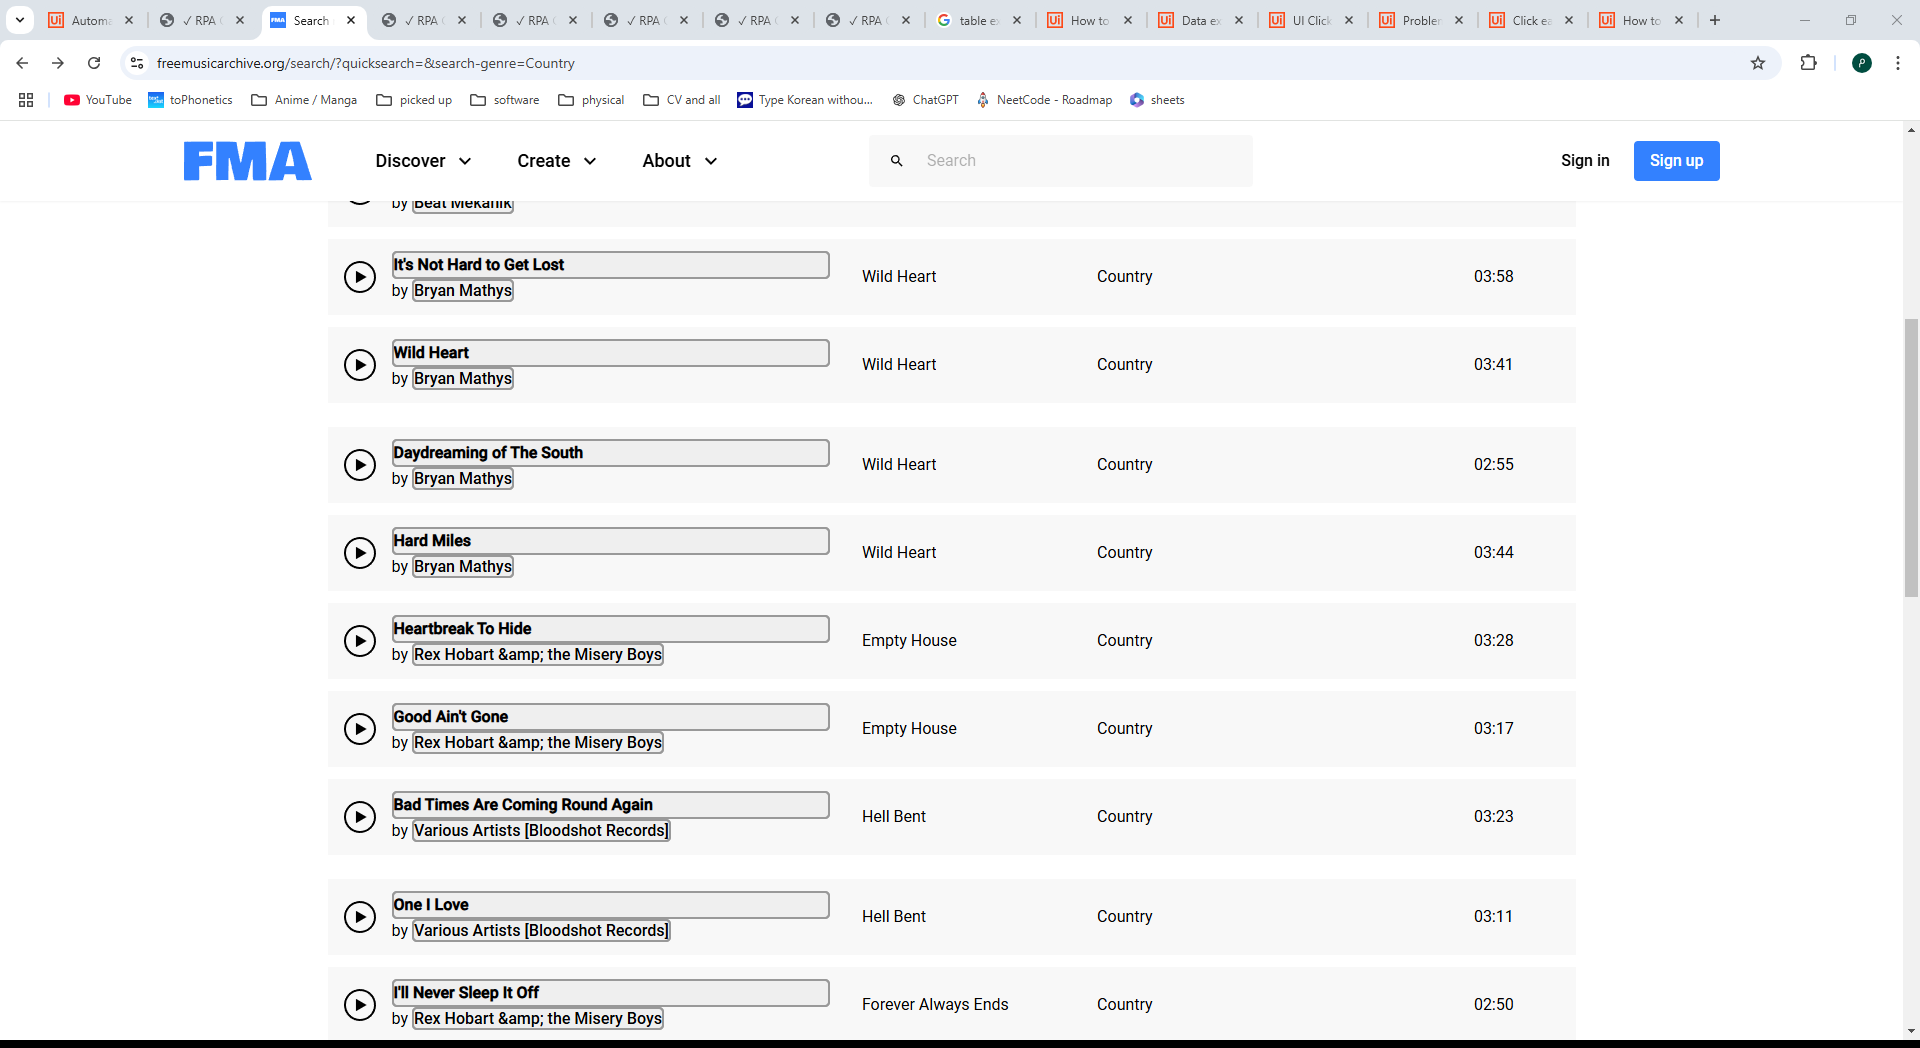 Autom
✓ RPA
Search
✓ RPA
✓ RPA
✓ RPA
✓ RPA
✓ RPA
table e
How to
Data ex
UI Click
Probler
Click ea
How to
freemusicarchive.org/search/?quicksearch=&search-genre=Country
YouTube
toPhonetics
Anime / Manga
picked up
software
physical
CV and all
Type Korean withou...
ChatGPT
NeetCode - Roadmap
sheets
FMA
Discover
Create
About
Search
Sign in
Sign up
by Beat Mekanik
It's Not Hard to Get Lost
by Bryan Mathys
Wild Heart
Country
03:58
Wild Heart
by Bryan Mathys
Wild Heart
Country
03:41
Daydreaming of The South
by Bryan Mathys
Wild Heart
Country
02:55
Hard Miles
by Bryan Mathys
Wild Heart
Country
03:44
Heartbreak To Hide
by Rex Hobart &amp; the Misery Boys
Empty House
Country
03:28
Good Ain't Gone
by Rex Hobart &amp; the Misery Boys
Empty House
Country
03:17
Bad Times Are Coming Round Again
by Various Artists [Bloodshot Records]
Hell Bent
Country
03:23
One I Love
by Various Artists [Bloodshot Records]
Hell Bent
Country
03:11
I'll Never Sleep It Off
by Rex Hobart &amp; the Misery Boys
Forever Always Ends
Country
02:50